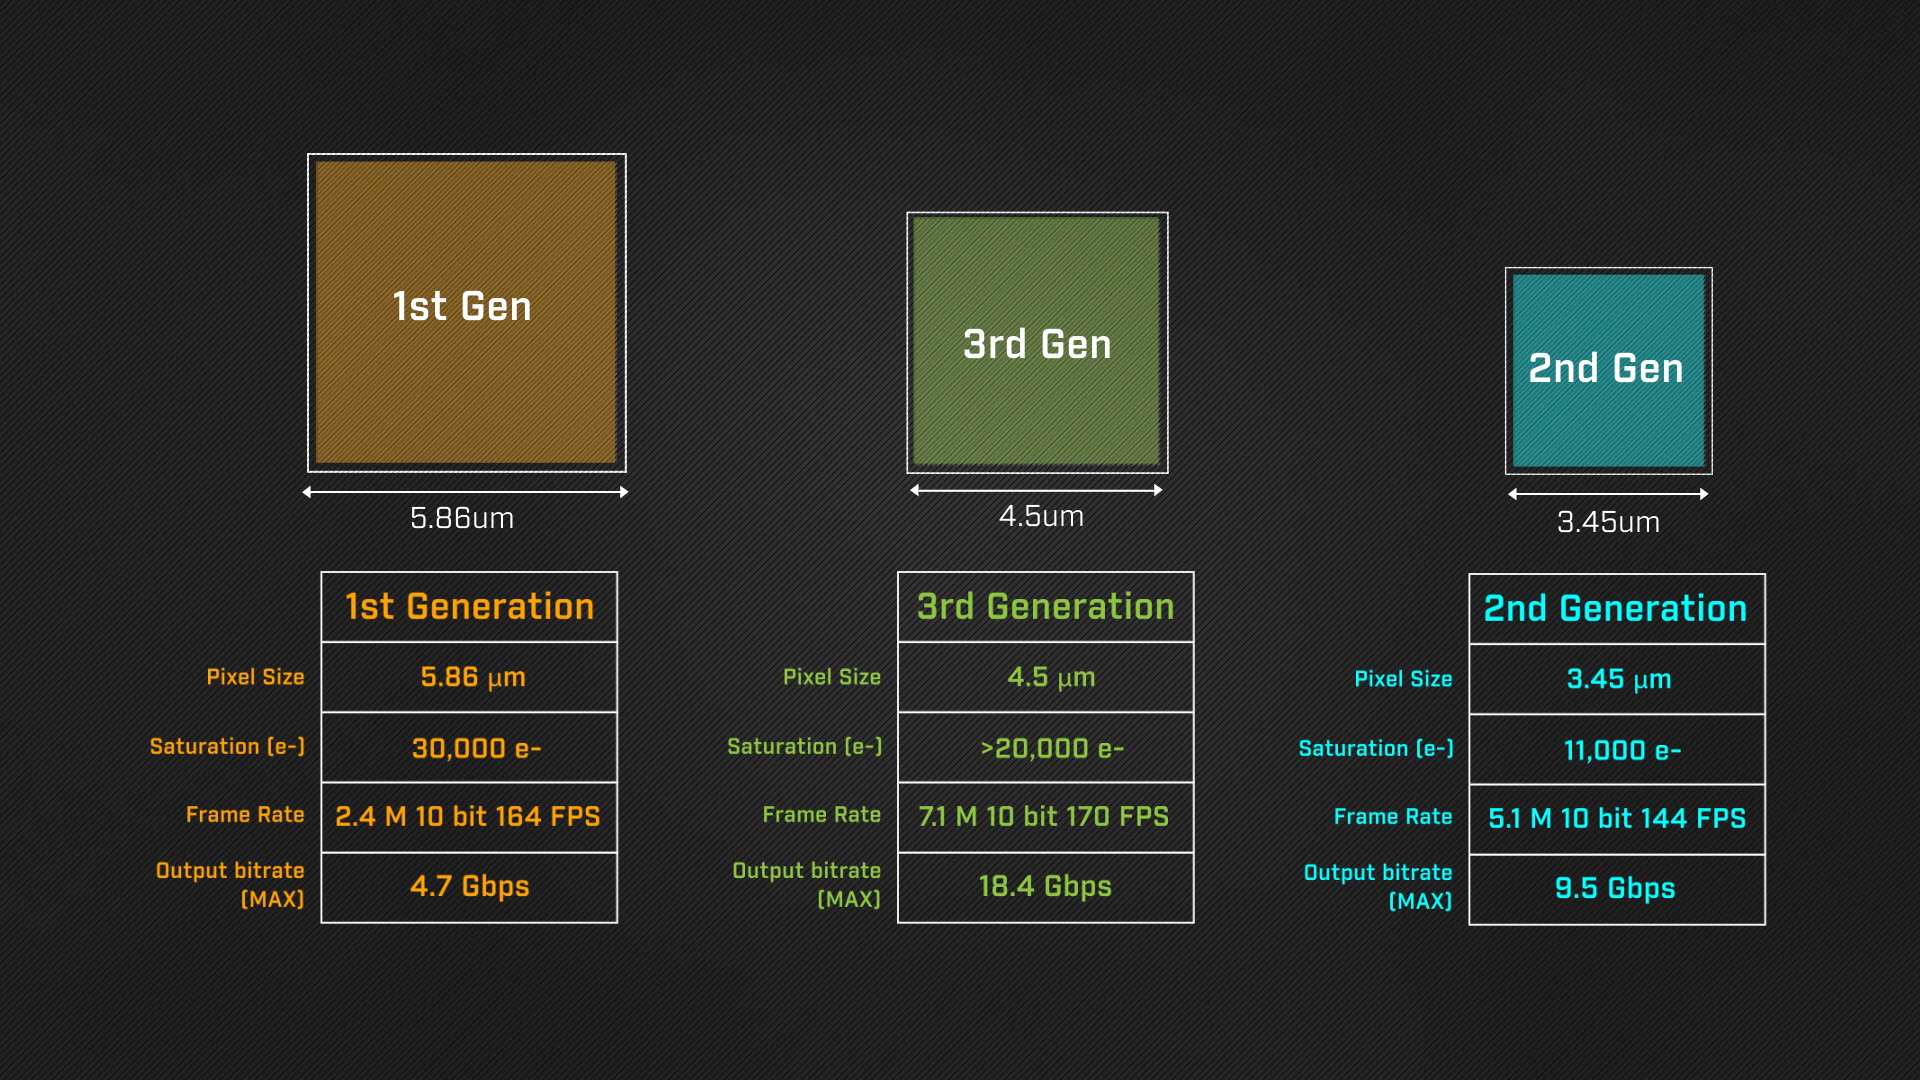 1st Gen
3rd Gen
2nd Gen
5.86um
4.5um
3.45um
1st Generation
Pixel Size
5.86 µm
Saturation (e-)
30,000 e-
Frame Rate
2.4 M 10 bit 164 FPS
Output bitrate
(MAX)
4.7 Gbps
3rd Generation
Pixel Size
4.5 µm
Saturation (e-)
>20,000 e-
Frame Rate
7.1 M 10 bit 170 FPS
Output bitrate
(MAX)
18.4 Gbps
2nd Generation
Pixel Size
3.45 µm
Saturation (e-)
11,000 e-
Frame Rate
5.1 M 10 bit 144 FPS
Output bitrate
(MAX)
9.5 Gbps